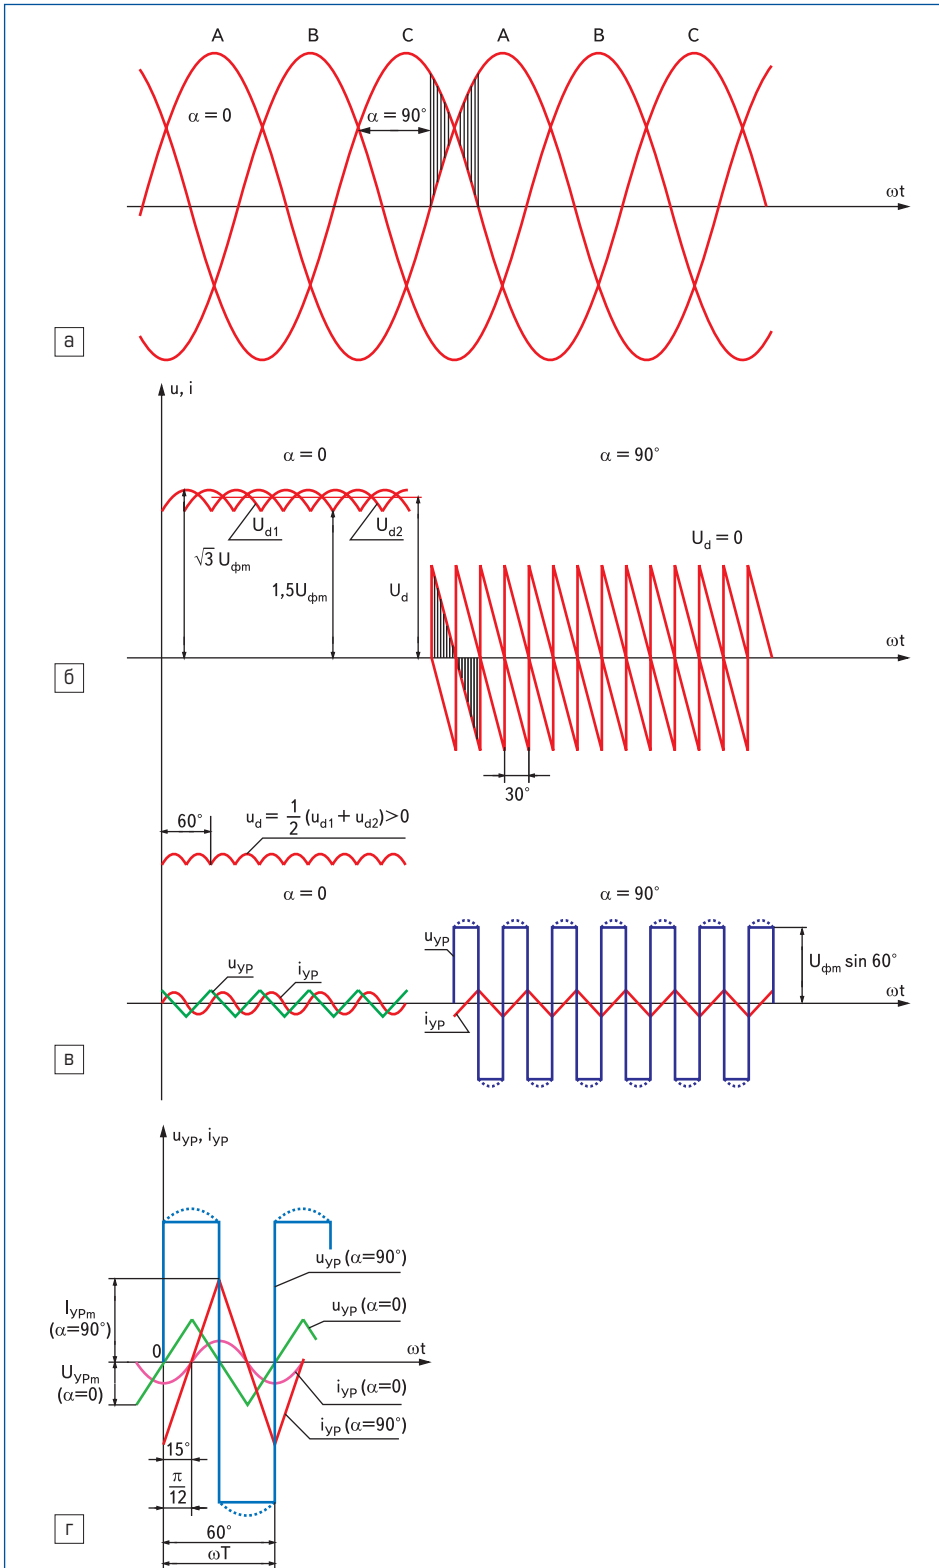 A B C A B C
α = 0
α = 90°
ωt
а
u, i
α = 0
α = 90°
U_d1
U_d2
U_d = 0
√3 U_фm
1,5U_фm
U_d
ωt
б
30°
60°
u_d = 1/2 (u_d1 + u_d2)>0
α = 0
α = 90°
u_УР
i_УР
u_УР
U_фm sin 60°
ωt
i_УР
в
u_УР, i_УР
u_УР (α=90°)
I_УРm
(α=90°)
u_УР (α=0)
0
ωt
U_УРm
(α=0)
i_УР (α=0)
i_УР (α=90°)
15°
π/12
г
60°
ωT